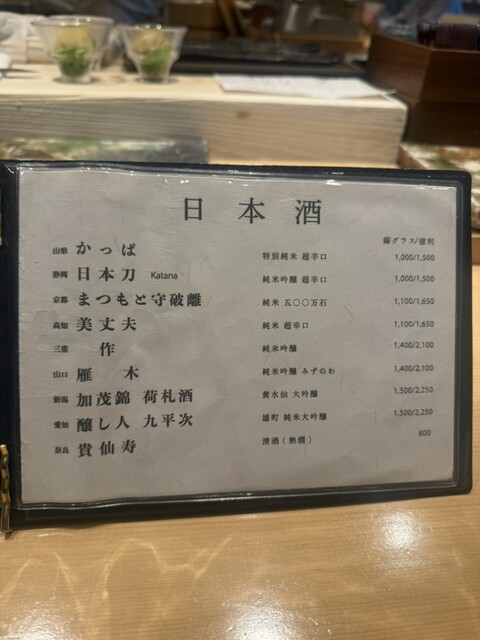 日本酒
錫グラス/徳利
山形 かっぱ 特別純米 超辛口 1,000/1,500
静岡 日本刀 Katana 純米吟醸 超辛口 1,000/1,500
京都 まつもと守破離 純米 五〇〇万石 1,100/1,650
高知 美丈夫 純米 超辛口 1,100/1,650
三重 作 純米吟醸 1,400/2,100
山口 雁木 純米吟醸 みずのわ 1,400/2,100
新潟 加茂錦 荷札酒 黄水仙 大吟醸 1,500/2,250
愛知 醸し人 九平次 雄町 純米大吟醸 1,500/2,250
奈良 貴仙寿 清酒(熱燗) 800